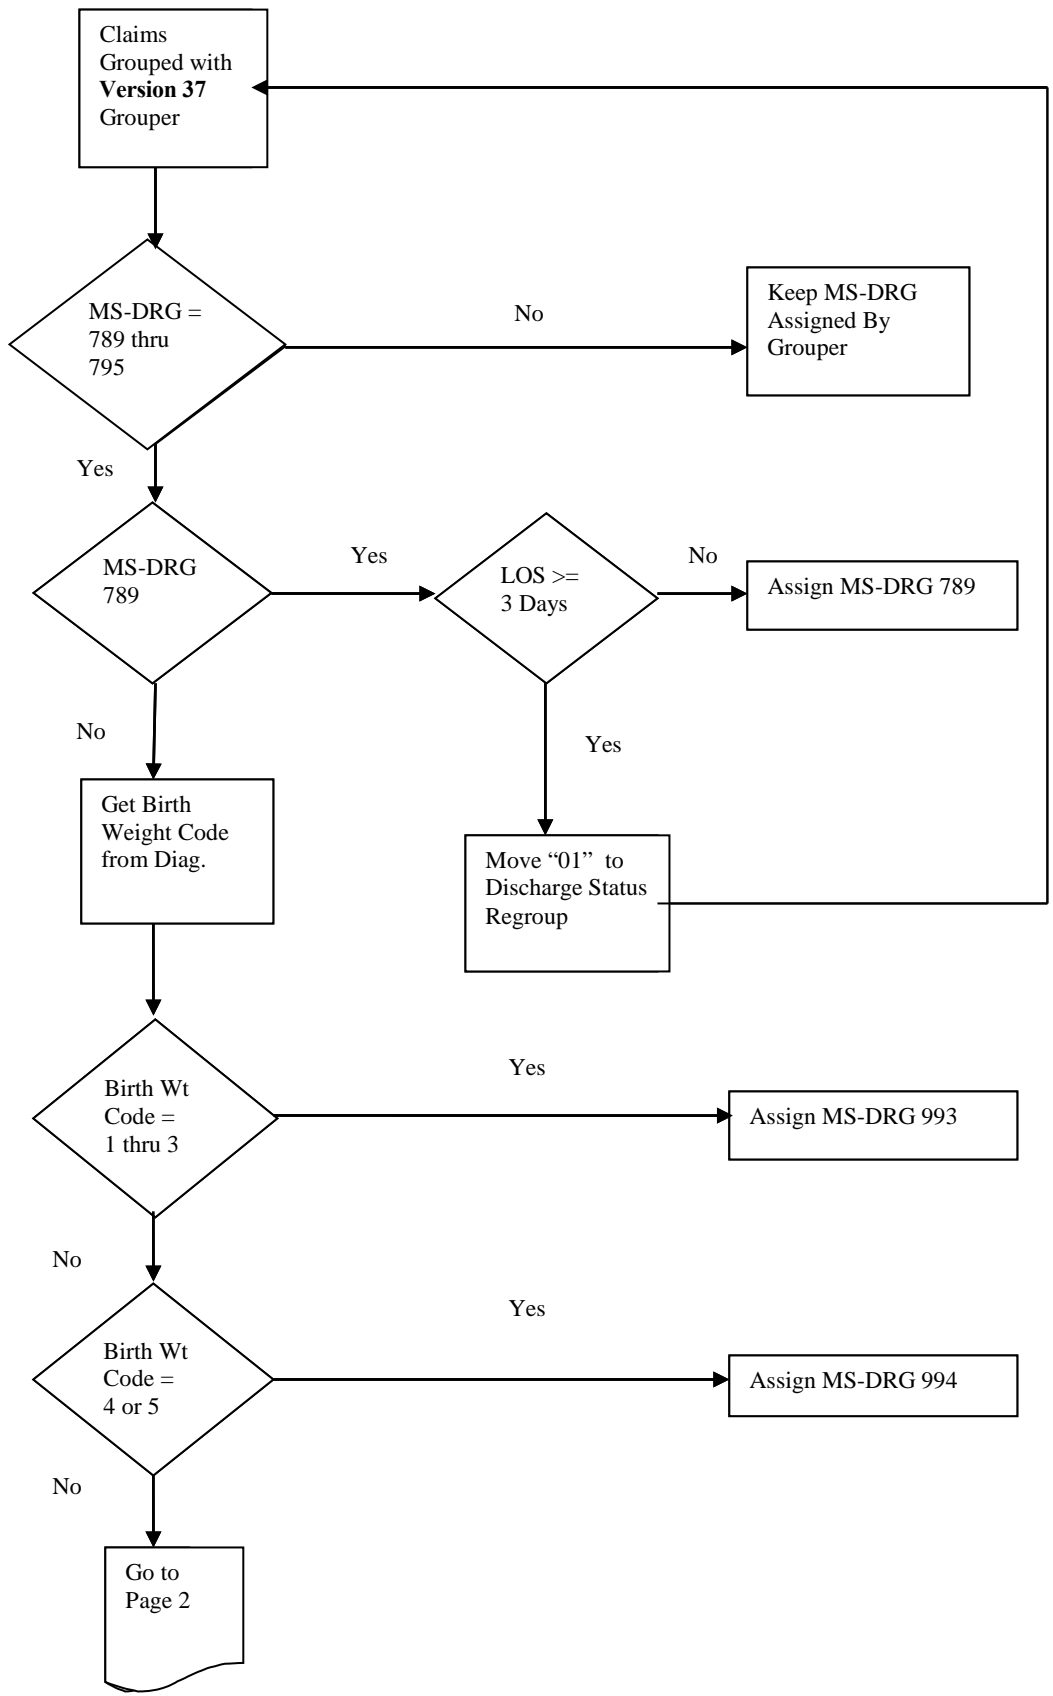 Claims
Grouped with
Version 37
Grouper
MS-DRG =
789 thru
795
No
Keep MS-DRG
Assigned By
Grouper
Yes
MS-DRG
789
Yes
LOS >=
3 Days
No
Assign MS-DRG 789
No
Yes
Get Birth
Weight Code
from Diag.
Move “01” to
Discharge Status
Regroup
Birth Wt
Code =
1 thru 3
Yes
Assign MS-DRG 993
No
Birth Wt
Code =
4 or 5
Yes
Assign MS-DRG 994
No
Go to
Page 2